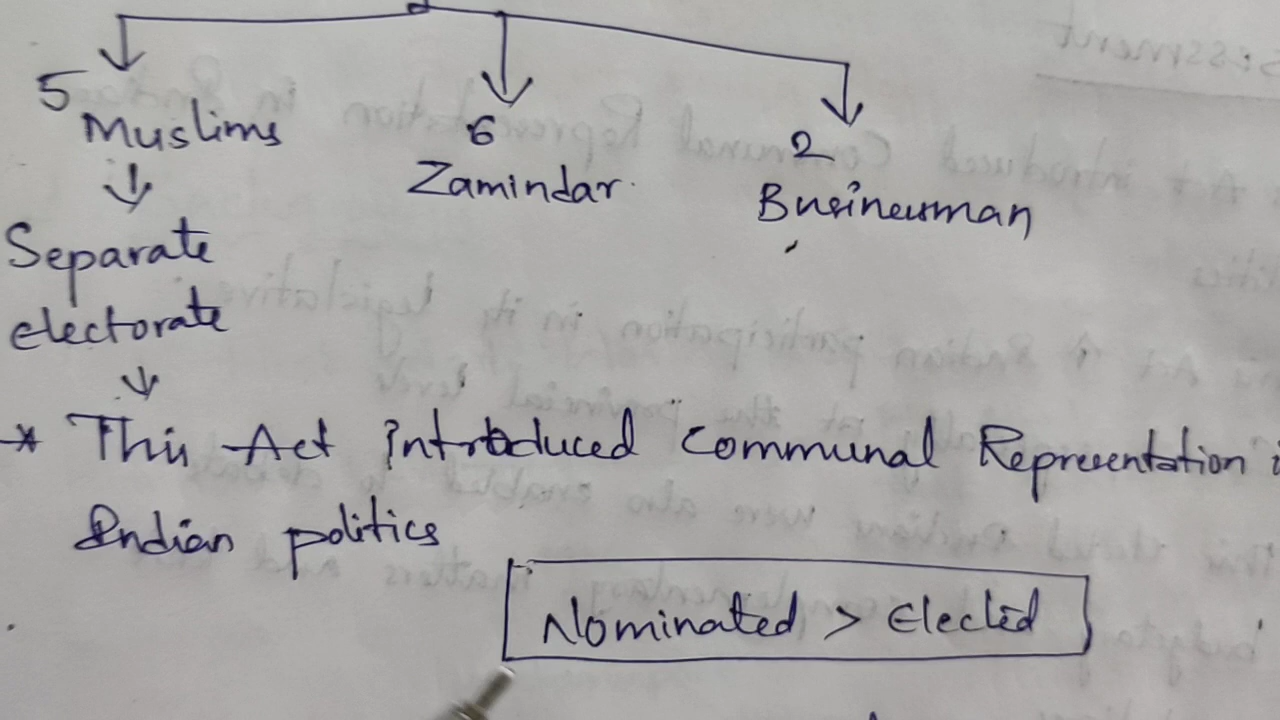 5 6 2
Muslims Zamindar. Businessman
Separate
electorate
* This Act introduced Communal Representation
Indian politics
Nominated > Elected